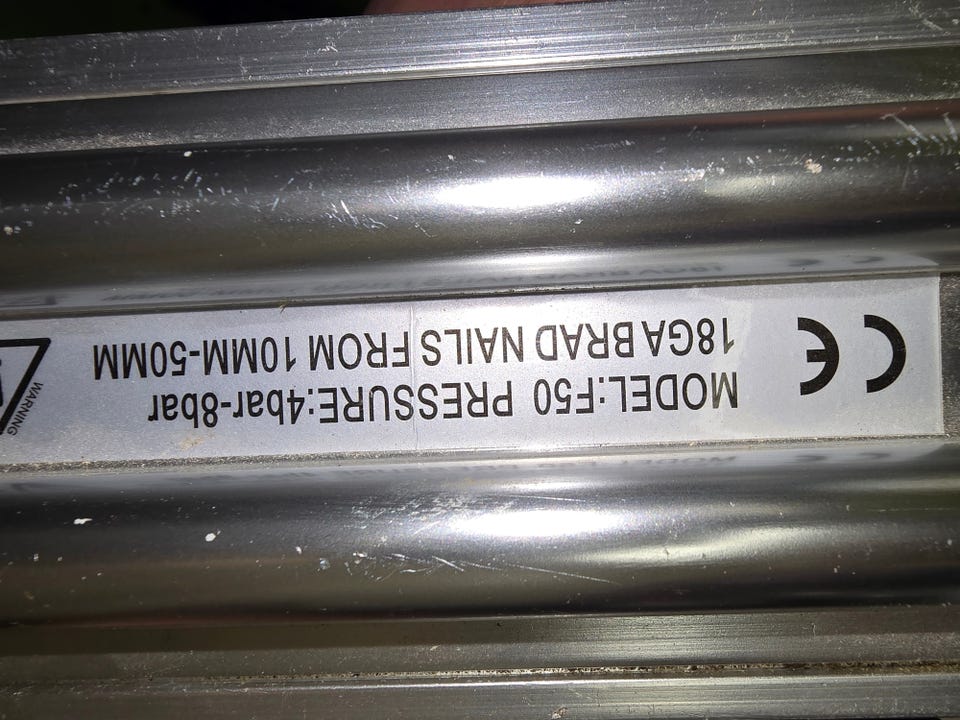 CE
MODEL:F50 PRESSURE:4bar-8bar
18GA BRAD NAILS FROM 10MM-50MM
WARNING